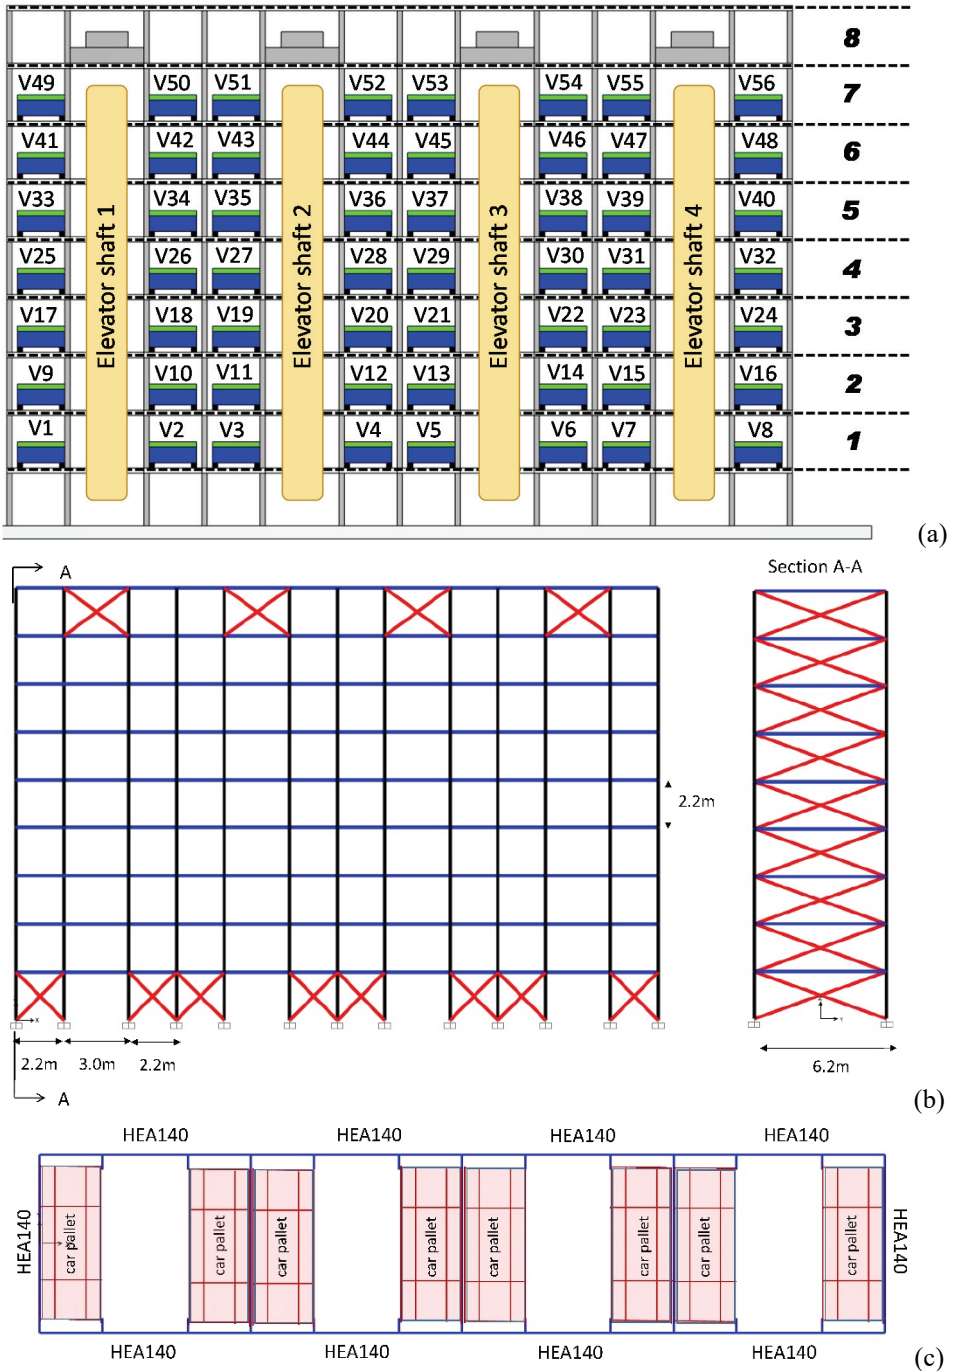 8
V49 V50 V51 V52 V53 V54 V55 V56 7
V41 V42 V43 V44 V45 V46 V47 V48 6
V33 V34 V35 V36 V37 V38 V39 V40 5
V25 V26 V27 V28 V29 V30 V31 V32 4
V17 V18 V19 V20 V21 V22 V23 V24 3
V9 V10 V11 V12 V13 V14 V15 V16 2
V1 V2 V3 V4 V5 V6 V7 V8 1
Elevator shaft 1
Elevator shaft 2
Elevator shaft 3
Elevator shaft 4
(a)
A
Section A-A
2.2m
2.2m 3.0m 2.2m
6.2m
A
(b)
HEA140 HEA140 HEA140 HEA140
HEA140
car pallet
car pallet
car pallet
car pallet
car pallet
car pallet
car pallet
car pallet
HEA140
HEA140 HEA140 HEA140 HEA140
(c)